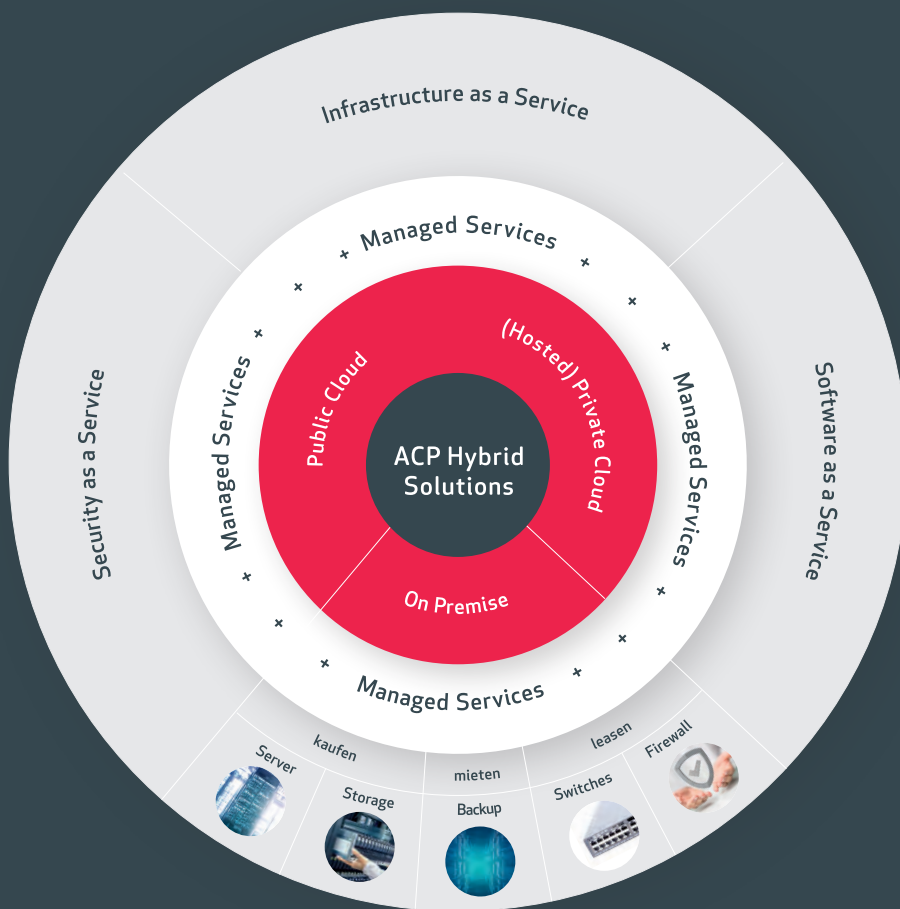 Infrastructure as a Service
Managed Services
(Hosted) Private Cloud
Public Cloud
Security as a Service
Managed Services
ACP Hybrid
Solutions
Managed Services
Software as a Service
On Premise
Managed Services
kaufen
mieten
leasen
Server
Storage
Backup
Switches
Firewall